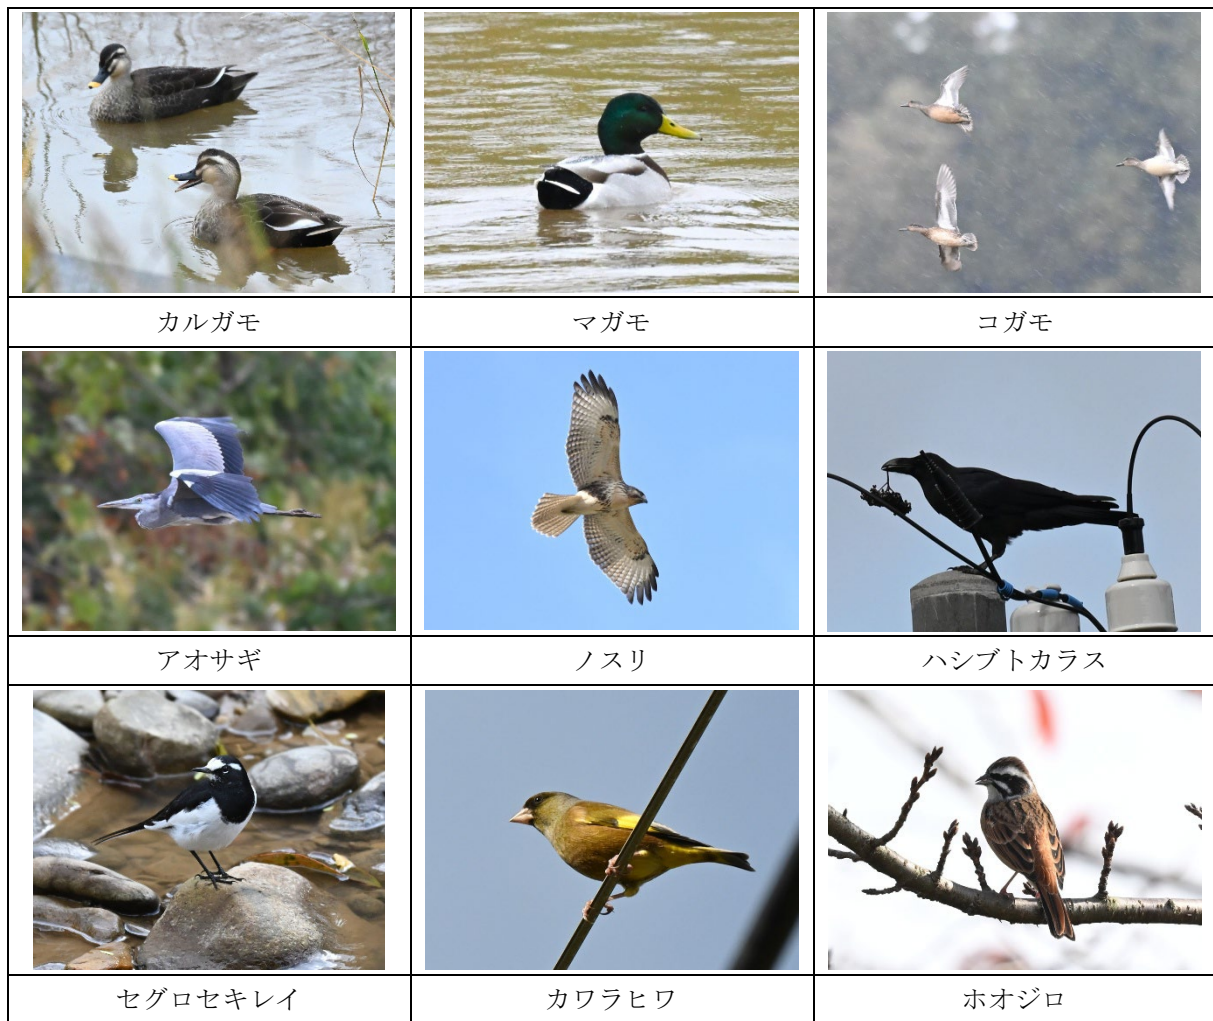 カルガモ
マガモ
コガモ
アオサギ
ノスリ
ハシブトカラス
セグロセキレイ
カワラヒワ
ホオジロ